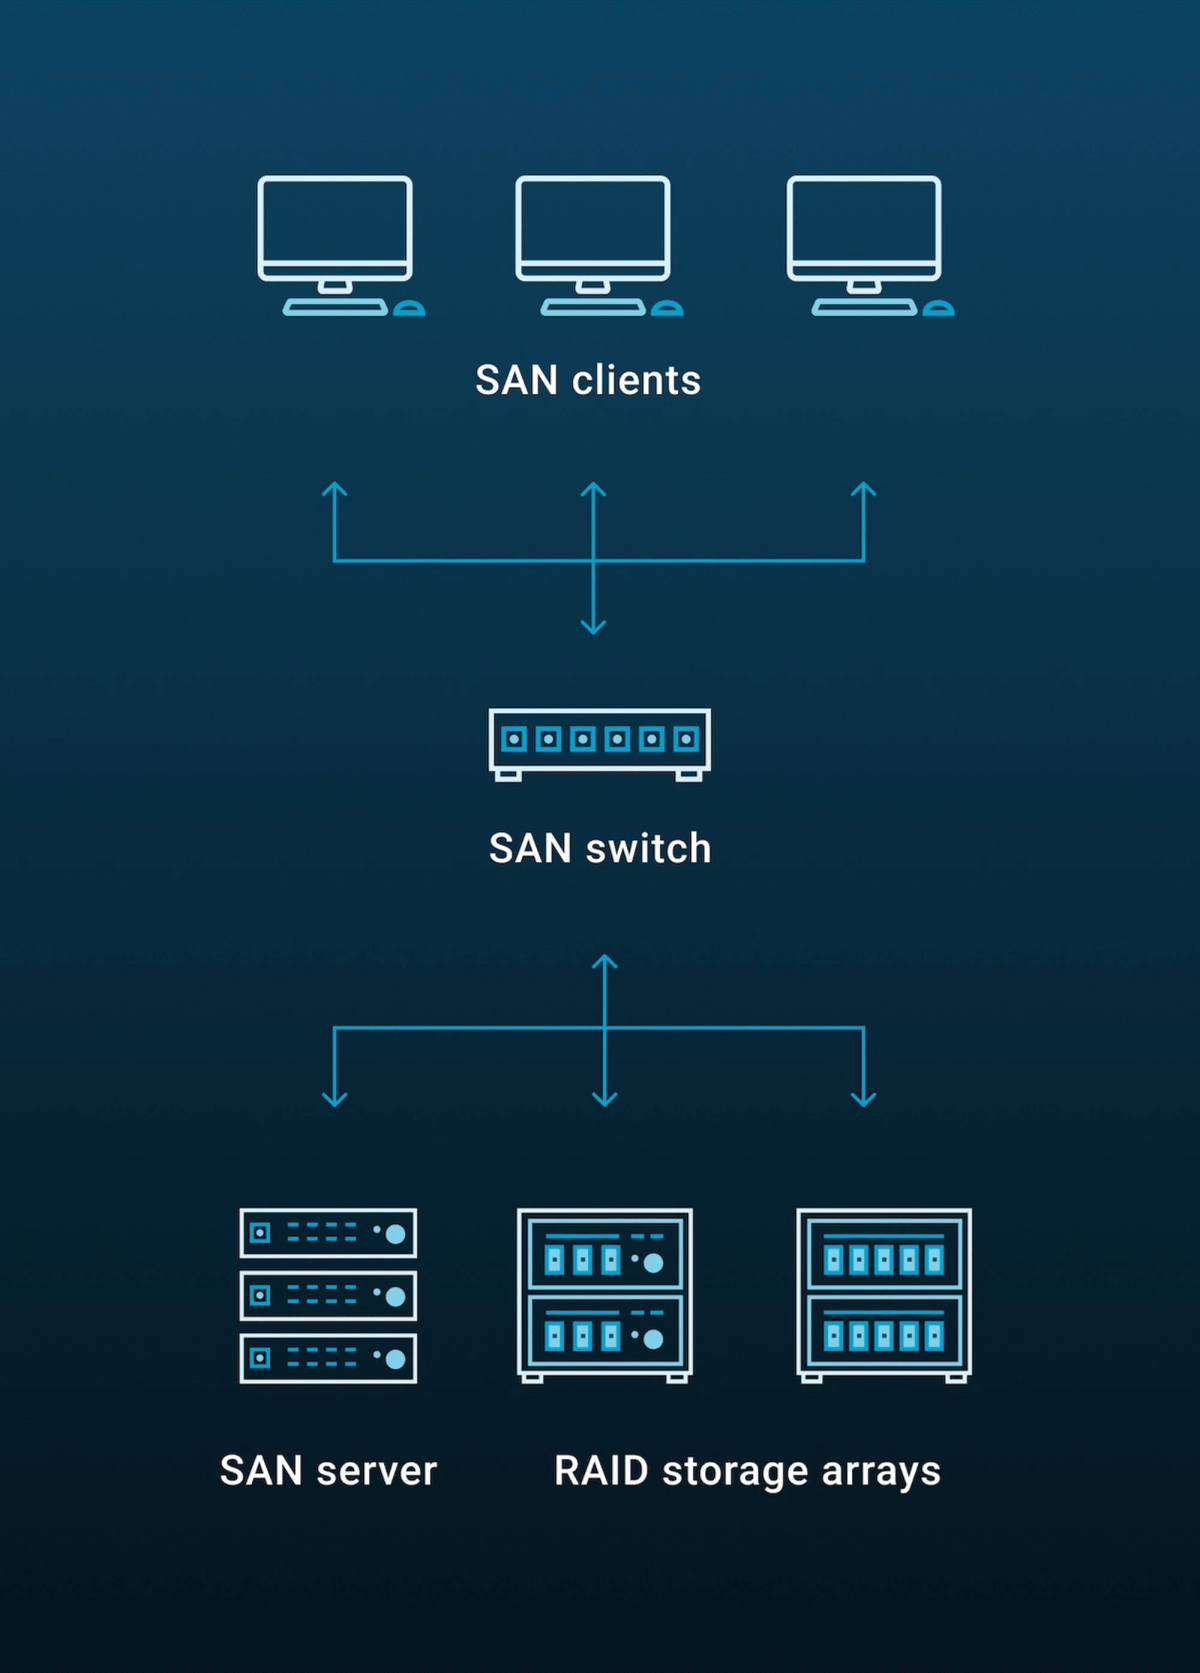 SAN clients
SAN switch
SAN server
RAID storage arrays